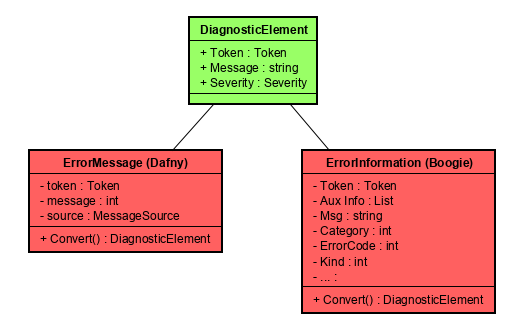 DiagnosticElement
+ Token : Token
+ Message : string
+ Severity : Severity
ErrorMessage (Dafny)
- token : Token
- message : int
- source : MessageSource
+ Convert() : DiagnosticElement
ErrorInformation (Boogie)
- Token : Token
- Aux Info : List
- Msg : string
- Category : int
- ErrorCode : int
- Kind : int
- ... :
+ Convert() : DiagnosticElement